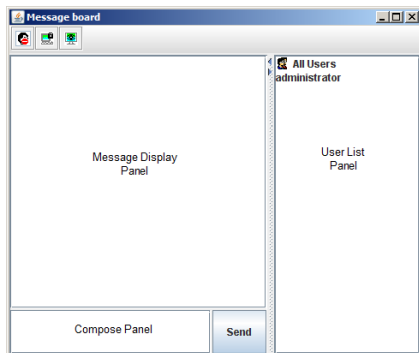 Message board
All Users
administrator
Message Display
Panel
User List
Panel
Compose Panel
Send